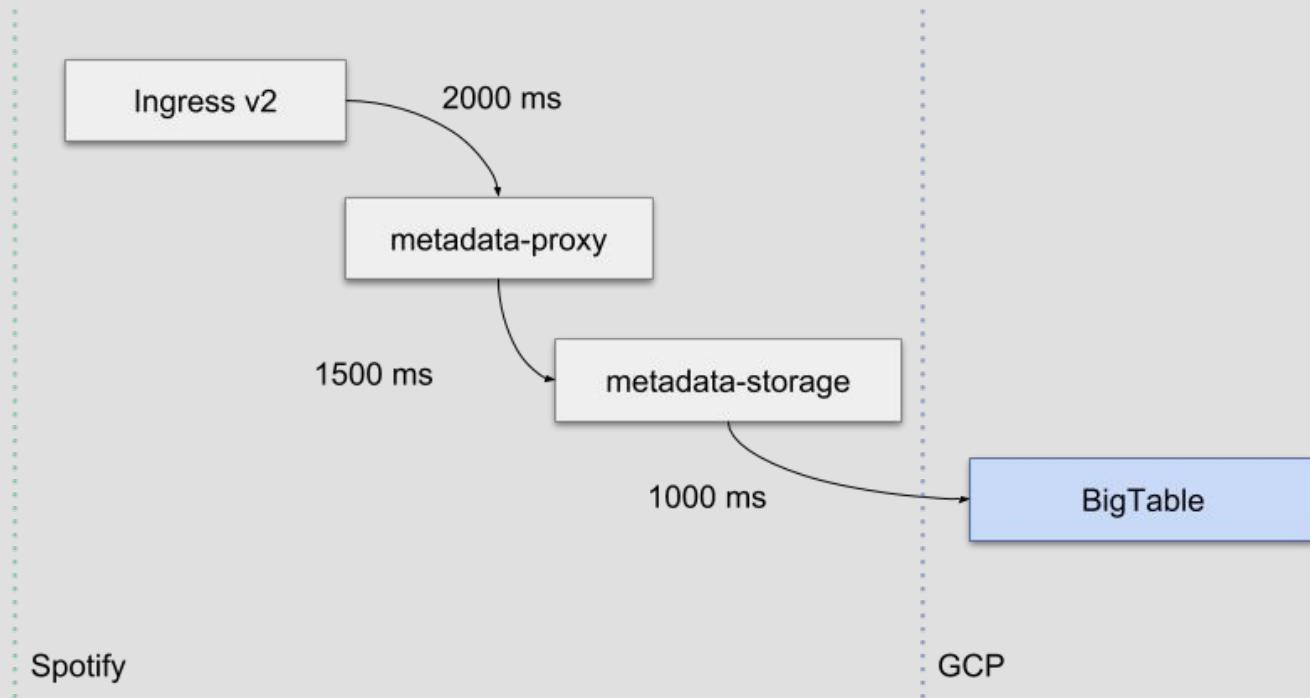 Ingress v2
2000 ms
metadata-proxy
1500 ms
metadata-storage
1000 ms
BigTable
Spotify
GCP